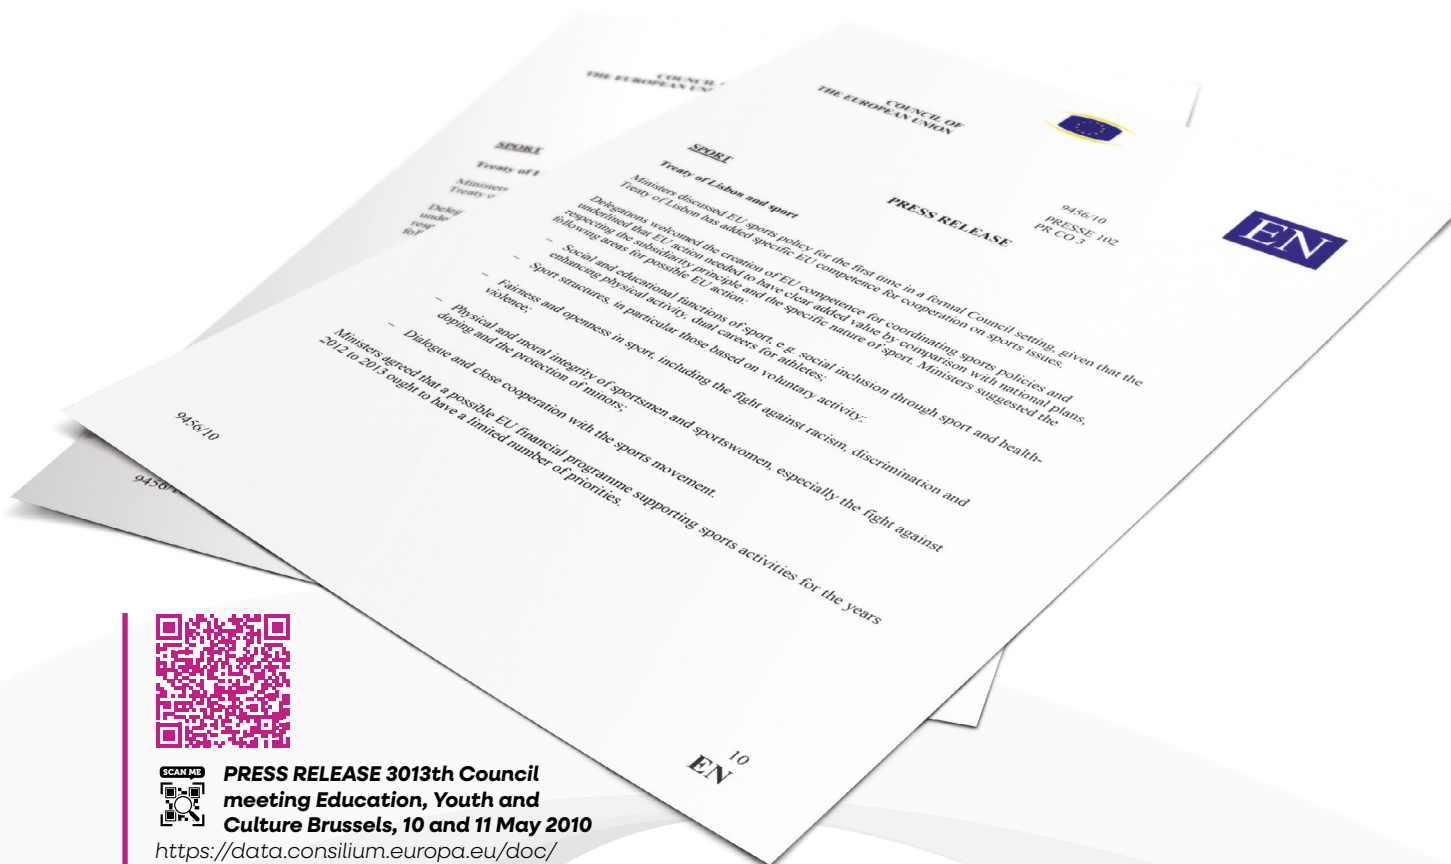 COUNCIL OF
THE EUROPEAN UNION
9456/10
PRESSE 102
PR CO 3
EN
PRESS RELEASE
SPORT
Treaty of Lisbon and sport
Ministers discussed EU sports policy for the first time in a formal Council setting, given that the
Treaty of Lisbon has added specific EU competence for cooperation on sports issues.
Delegations welcomed the creation of EU competence for coordinating sports policies and
underlined that EU action needed to have clear added value by comparison with national plans,
respecting the subsidiarity principle and the specific nature of sport. Ministers suggested the
following areas for possible EU action:
– Social and educational functions of sport, e.g. social inclusion through sport and health-
enhancing physical activity, dual careers for athletes;
– Sport structures, in particular those based on voluntary activity;
– Fairness and openness in sport, including the fight against racism, discrimination and
violence;
– Physical and moral integrity of sportsmen and sportswomen, especially the fight against
doping and the protection of minors;
– Dialogue and close cooperation with the sports movement.
Ministers agreed that a possible EU financial programme supporting sports activities for the years
2012 to 2013 ought to have a limited number of priorities.
9456/10
10
EN
THE EUROPEAN
COUNCIL
SPORT
Treaty of
Ministers
Treaty o
Deleg
unde
resp
9456/
SCAN ME
PRESS RELEASE 3013th Council
meeting Education, Youth and
Culture Brussels, 10 and 11 May 2010
https://data.consilium.europa.eu/doc/